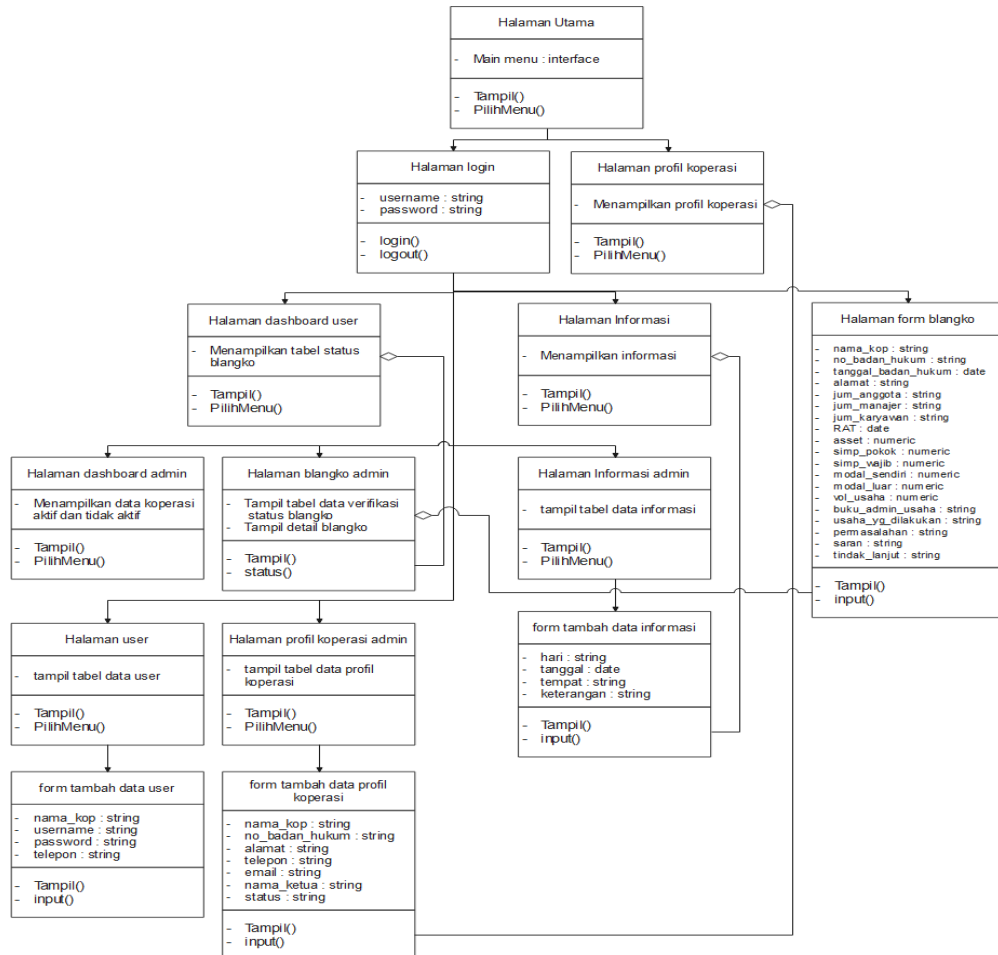 Halaman Utama
- Main menu : interface
- Tampil()
- PilihMenu()
Halaman login
- username : string
- password : string
- login()
- logout()
Halaman profil koperasi
- Menampilkan profil koperasi
- Tampil()
- PilihMenu()
Halaman dashboard user
- Menampilkan tabel status
blangko
- Tampil()
- PilihMenu()
Halaman Informasi
- Menampilkan informasi
- Tampil()
- PilihMenu()
Halaman form blangko
- nama_kop : string
- no_badan_hukum : string
- tanggal_badan_hukum : date
- alamat : string
- jum_anggota : string
- jum_manajer : string
- jum_karyawan : string
- RAT : date
- asset : numeric
- simp_pokok : numeric
- simp_wajib : numeric
- modal_sendiri : numeric
- modal_luar : numeric
- vol_usaha : numeric
- buku_admin_usaha : string
- usaha_yg_dilakukan : string
- permasalahan : string
- saran : string
- tindak_lanjut : string
- Tampil()
- input()
Halaman dashboard admin
- Menampilkan data koperasi
aktif dan tidak aktif
- Tampil()
- PilihMenu()
Halaman blangko admin
- Tampil tabel data verifikasi
status blangko
- Tampil detail blangko
- Tampil()
- status()
Halaman Informasi admin
- tampil tabel data informasi
- Tampil()
- PilihMenu()
Halaman user
- tampil tabel data user
- Tampil()
- PilihMenu()
Halaman profil koperasi admin
- tampil tabel data profil
koperasi
- Tampil()
- PilihMenu()
form tambah data informasi
- hari : string
- tanggal : date
- tempat : string
- keterangan : string
- Tampil()
- input()
form tambah data user
- nama_kop : string
- username : string
- password : string
- telepon : string
- Tampil()
- input()
form tambah data profil
koperasi
- nama_kop : string
- no_badan_hukum : string
- alamat : string
- telepon : string
- email : string
- nama_ketua : string
- status : string
- Tampil()
- input()